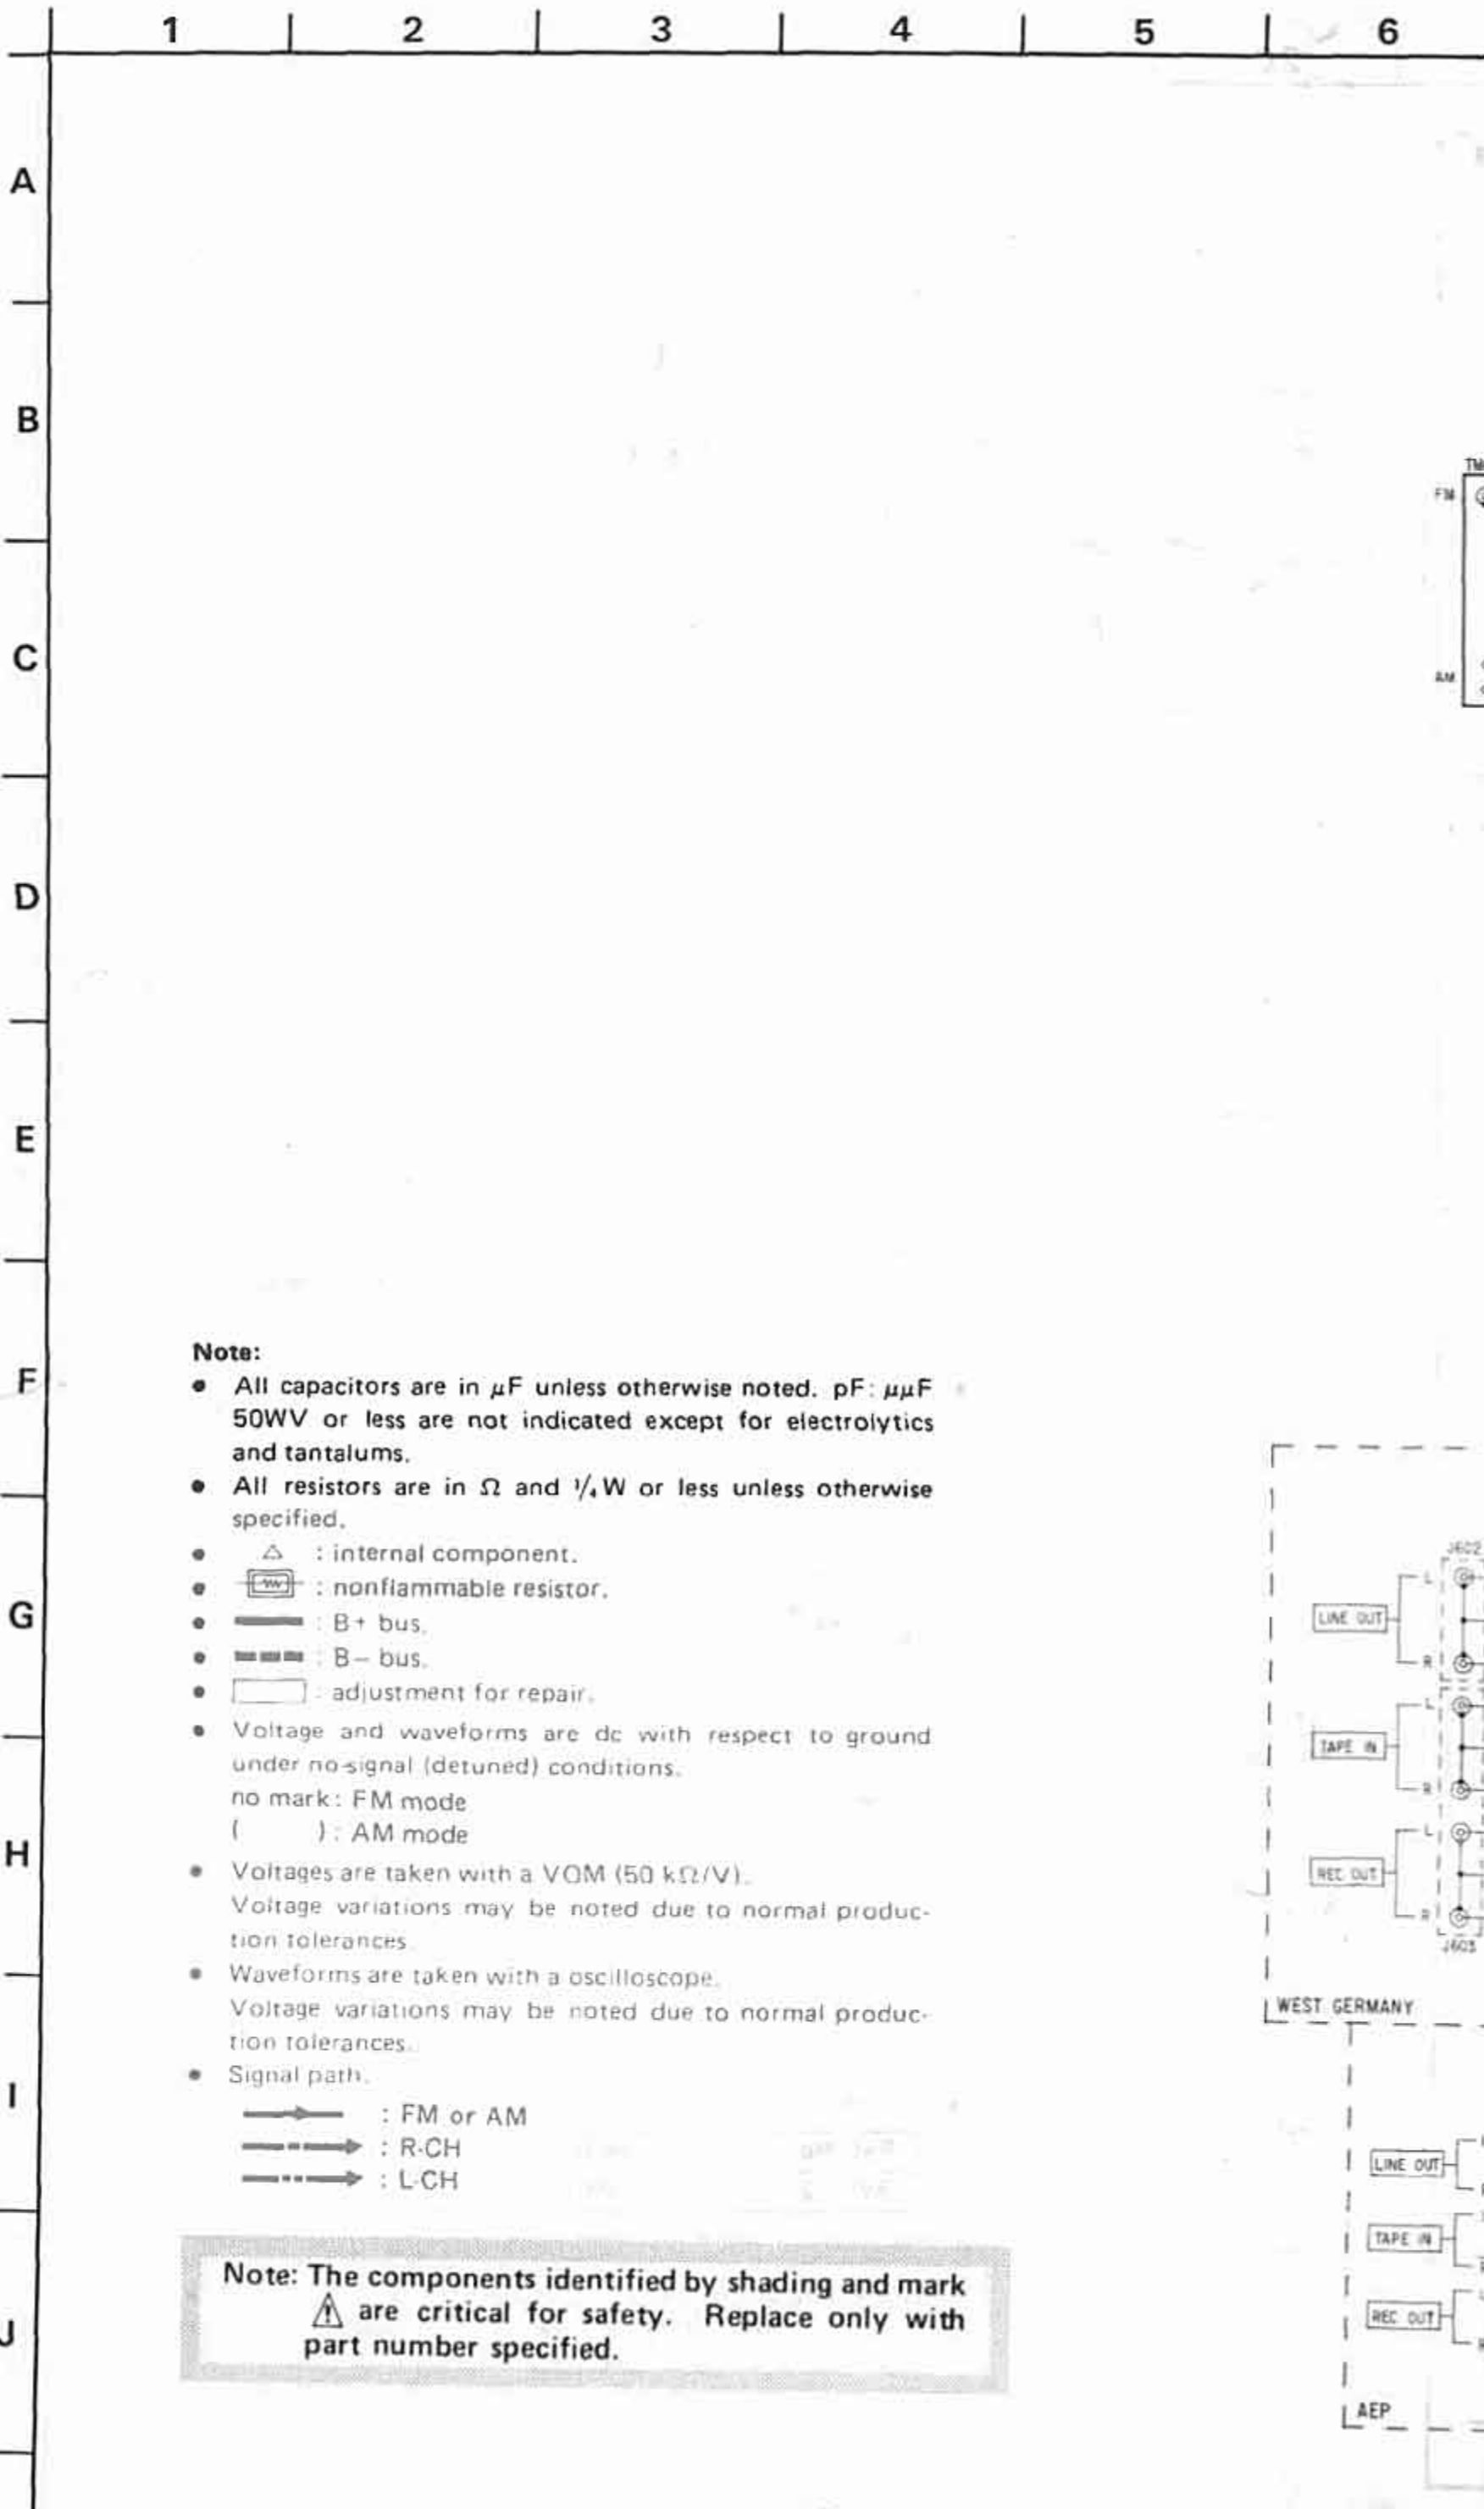 1 2 3 4 5 6
A
B
FM
C
AM
D
E
F
Note:
● All capacitors are in μF unless otherwise noted. pF: μμF
50WV or less are not indicated except for electrolytics
and tantalums.
● All resistors are in Ω and 1/4 W or less unless otherwise
specified.
● △ : internal component.
● : nonflammable resistor.
● : B+ bus.
● : B− bus.
● : adjustment for repair.
● Voltage and waveforms are dc with respect to ground
under no-signal (detuned) conditions.
no mark: FM mode
( ): AM mode
● Voltages are taken with a VOM (50 kΩ/V).
Voltage variations may be noted due to normal produc-
tion tolerances.
● Waveforms are taken with a oscilloscope.
Voltage variations may be noted due to normal produc-
tion tolerances.
● Signal path.
: FM or AM
: R-CH
: L-CH
Note: The components identified by shading and mark
⚠ are critical for safety. Replace only with
part number specified.
G
H
I
J
J602
L
LINE OUT
R
L
TAPE IN
R
L
REC OUT
R
J603
WEST GERMANY
LINE OUT
TAPE IN
REC OUT
AEP